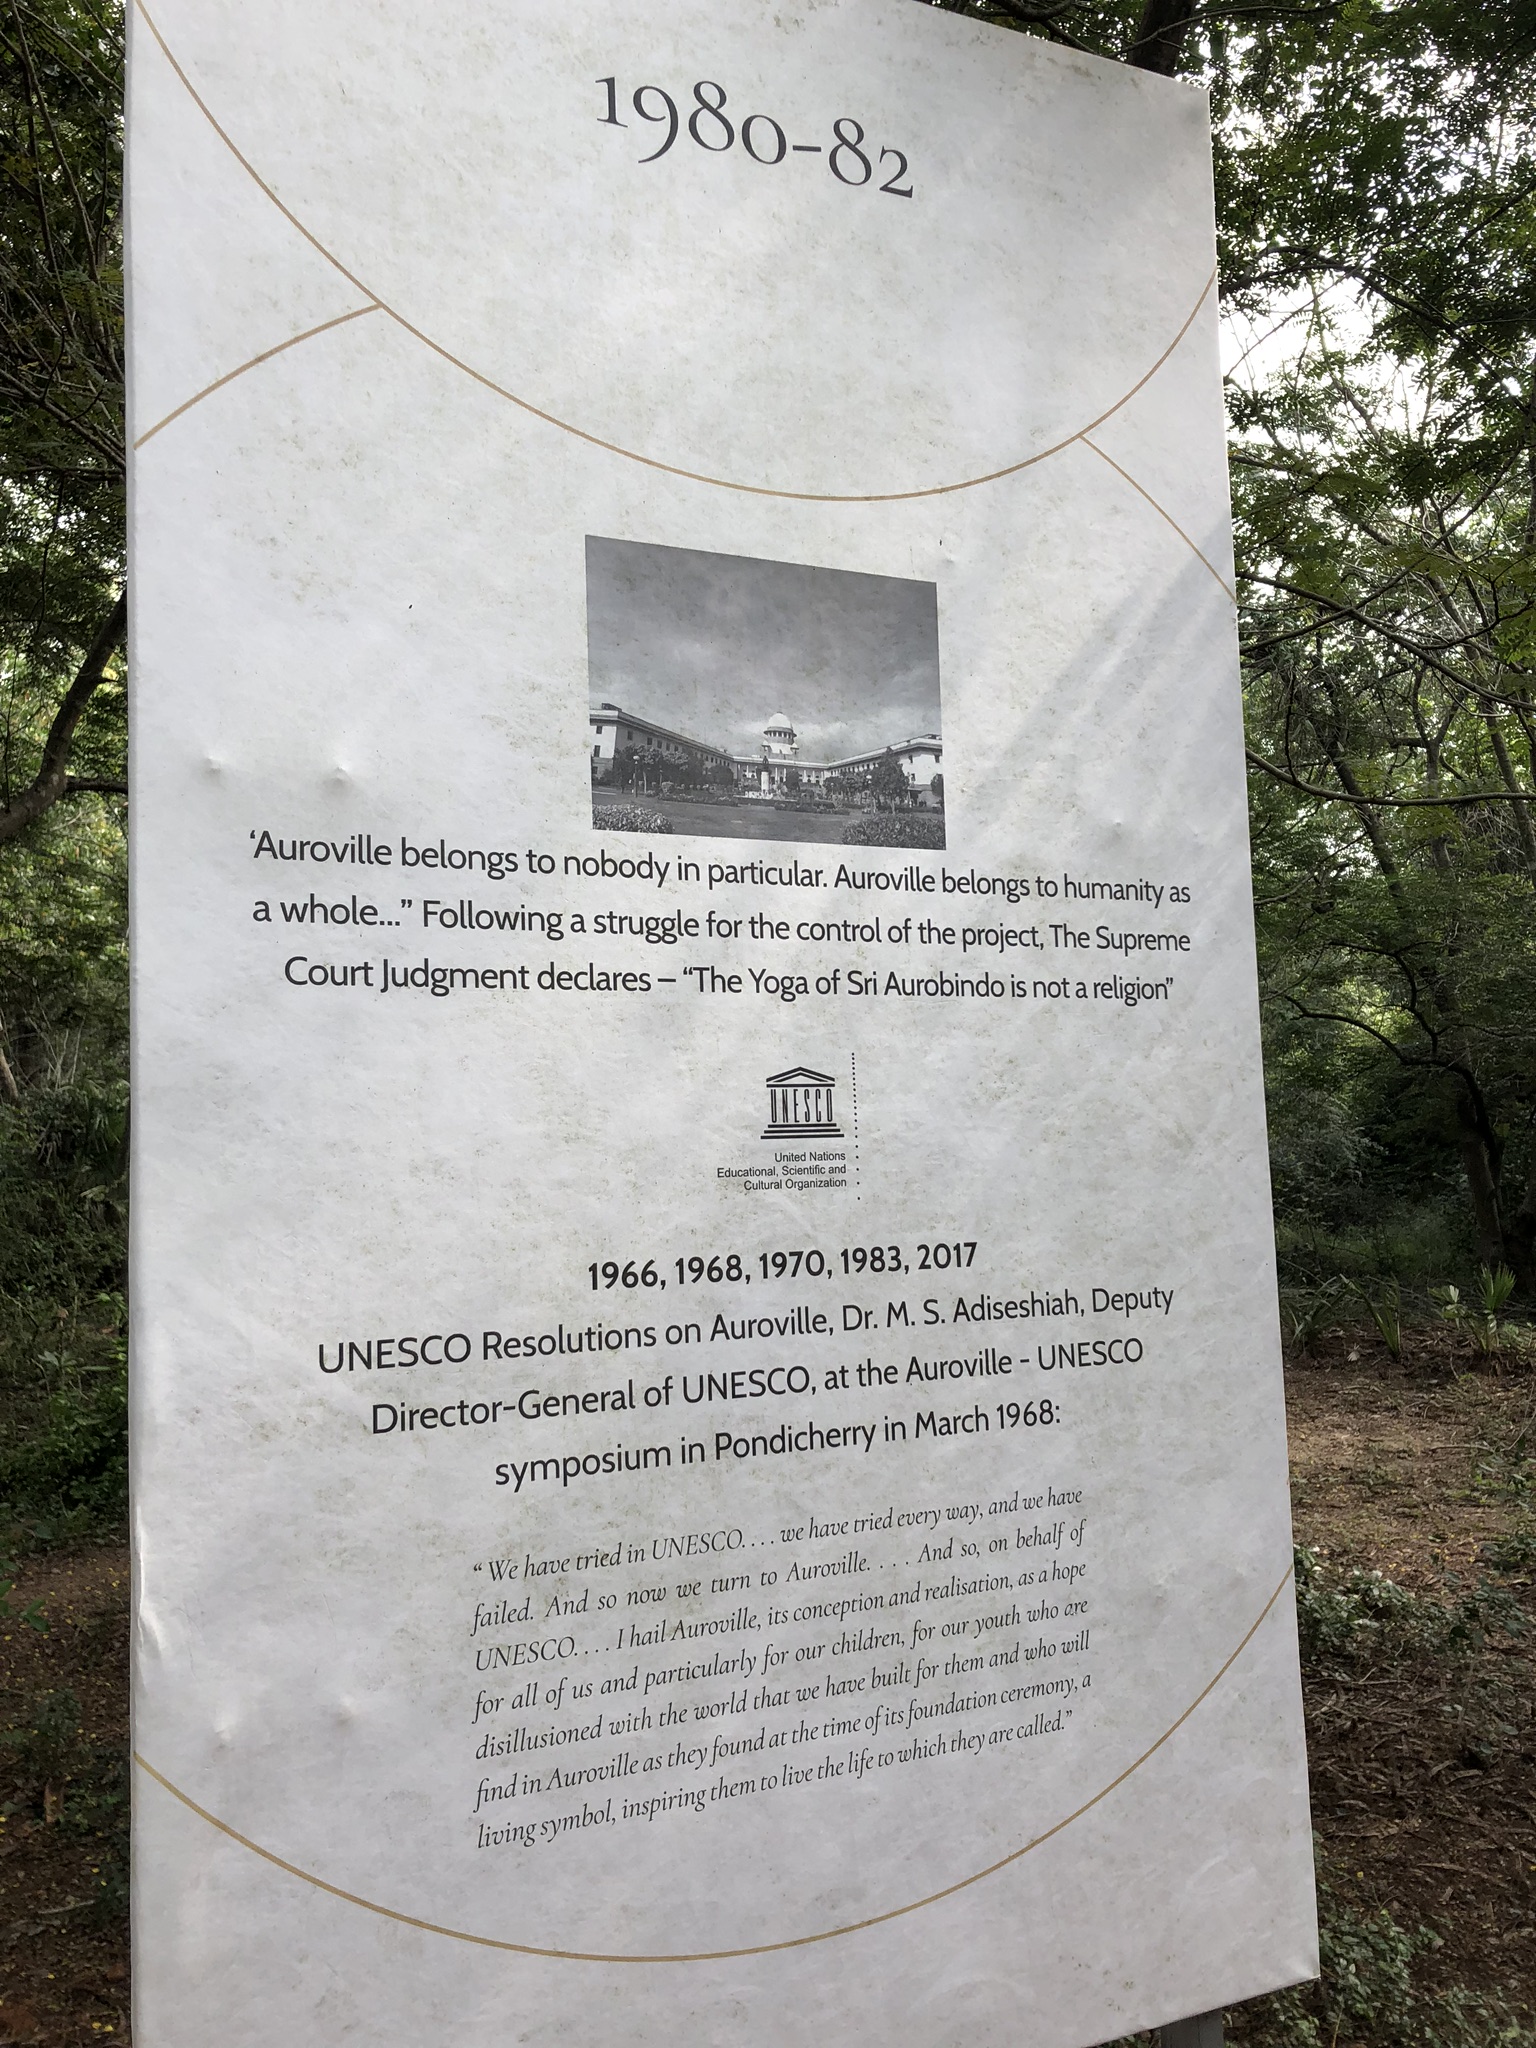 1980-82
‘Auroville belongs to nobody in particular. Auroville belongs to humanity as
a whole...” Following a struggle for the control of the project, The Supreme
Court Judgment declares – “The Yoga of Sri Aurobindo is not a religion”
UNESCO
United Nations
Educational, Scientific and
Cultural Organization
1966, 1968, 1970, 1983, 2017
UNESCO Resolutions on Auroville, Dr. M. S. Adiseshiah, Deputy
Director-General of UNESCO, at the Auroville - UNESCO
symposium in Pondicherry in March 1968:
“ We have tried in UNESCO. . . . we have tried every way, and we have
failed. And so now we turn to Auroville. . . . And so, on behalf of
UNESCO. . . . I hail Auroville, its conception and realisation, as a hope
for all of us and particularly for our children, for our youth who are
disillusioned with the world that we have built for them and who will
find in Auroville as they found at the time of its foundation ceremony, a
living symbol, inspiring them to live the life to which they are called.”